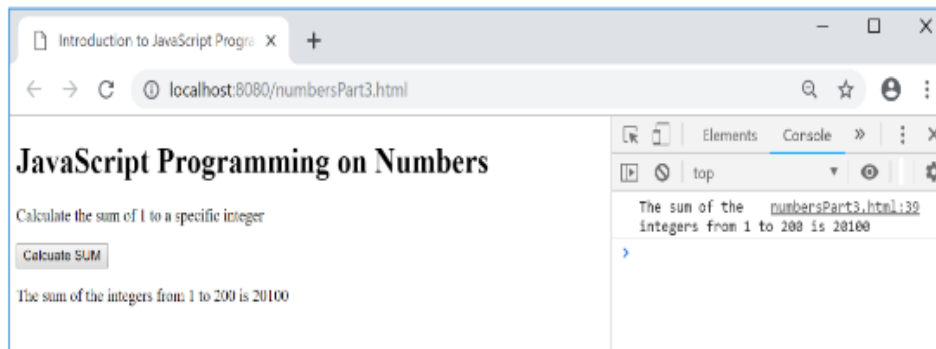 Introduction to JavaScript Progra
localhost:8080/numbersPart3.html
JavaScript Programming on Numbers
Calculate the sum of 1 to a specific integer
Calcuate SUM
The sum of the integers from 1 to 200 is 20100
Elements Console »
top
The sum of the numbersPart3.html:39
integers from 1 to 200 is 20100